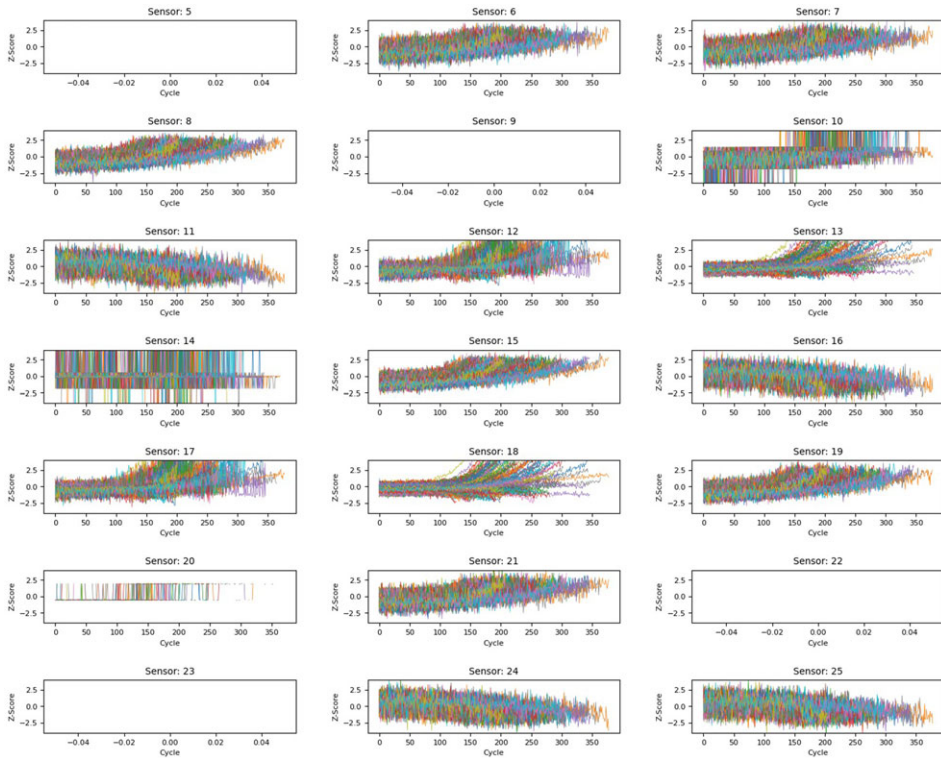 Sensor: 5 Sensor: 6 Sensor: 7
Z-Score 2.5 0.0 −2.5 Z-Score 2.5 0.0 −2.5 Z-Score 2.5 0.0 −2.5
−0.04 −0.02 0.00 0.02 0.04 0 50 100 150 200 250 300 350 0 50 100 150 200 250 300 350
Cycle Cycle Cycle
Sensor: 8 Sensor: 9 Sensor: 10
Z-Score 2.5 0.0 −2.5 Z-Score 2.5 0.0 −2.5 Z-Score 2.5 0.0 −2.5
0 50 100 150 200 250 300 350 −0.04 −0.02 0.00 0.02 0.04 0 50 100 150 200 250 300 350
Cycle Cycle Cycle
Sensor: 11 Sensor: 12 Sensor: 13
Z-Score 2.5 0.0 −2.5 Z-Score 2.5 0.0 −2.5 Z-Score 2.5 0.0 −2.5
0 50 100 150 200 250 300 350 0 50 100 150 200 250 300 350 0 50 100 150 200 250 300 350
Cycle Cycle Cycle
Sensor: 14 Sensor: 15 Sensor: 16
Z-Score 2.5 0.0 −2.5 Z-Score 2.5 0.0 −2.5 Z-Score 2.5 0.0 −2.5
0 50 100 150 200 250 300 350 0 50 100 150 200 250 300 350 0 50 100 150 200 250 300 350
Cycle Cycle Cycle
Sensor: 17 Sensor: 18 Sensor: 19
Z-Score 2.5 0.0 −2.5 Z-Score 2.5 0.0 −2.5 Z-Score 2.5 0.0 −2.5
0 50 100 150 200 250 300 350 0 50 100 150 200 250 300 350 0 50 100 150 200 250 300 350
Cycle Cycle Cycle
Sensor: 20 Sensor: 21 Sensor: 22
Z-Score 2.5 0.0 −2.5 Z-Score 2.5 0.0 −2.5 Z-Score 2.5 0.0 −2.5
0 50 100 150 200 250 300 350 0 50 100 150 200 250 300 350 −0.04 −0.02 0.00 0.02 0.04
Cycle Cycle Cycle
Sensor: 23 Sensor: 24 Sensor: 25
Z-Score 2.5 0.0 −2.5 Z-Score 2.5 0.0 −2.5 Z-Score 2.5 0.0 −2.5
−0.04 −0.02 0.00 0.02 0.04 0 50 100 150 200 250 300 350 0 50 100 150 200 250 300 350
Cycle Cycle Cycle